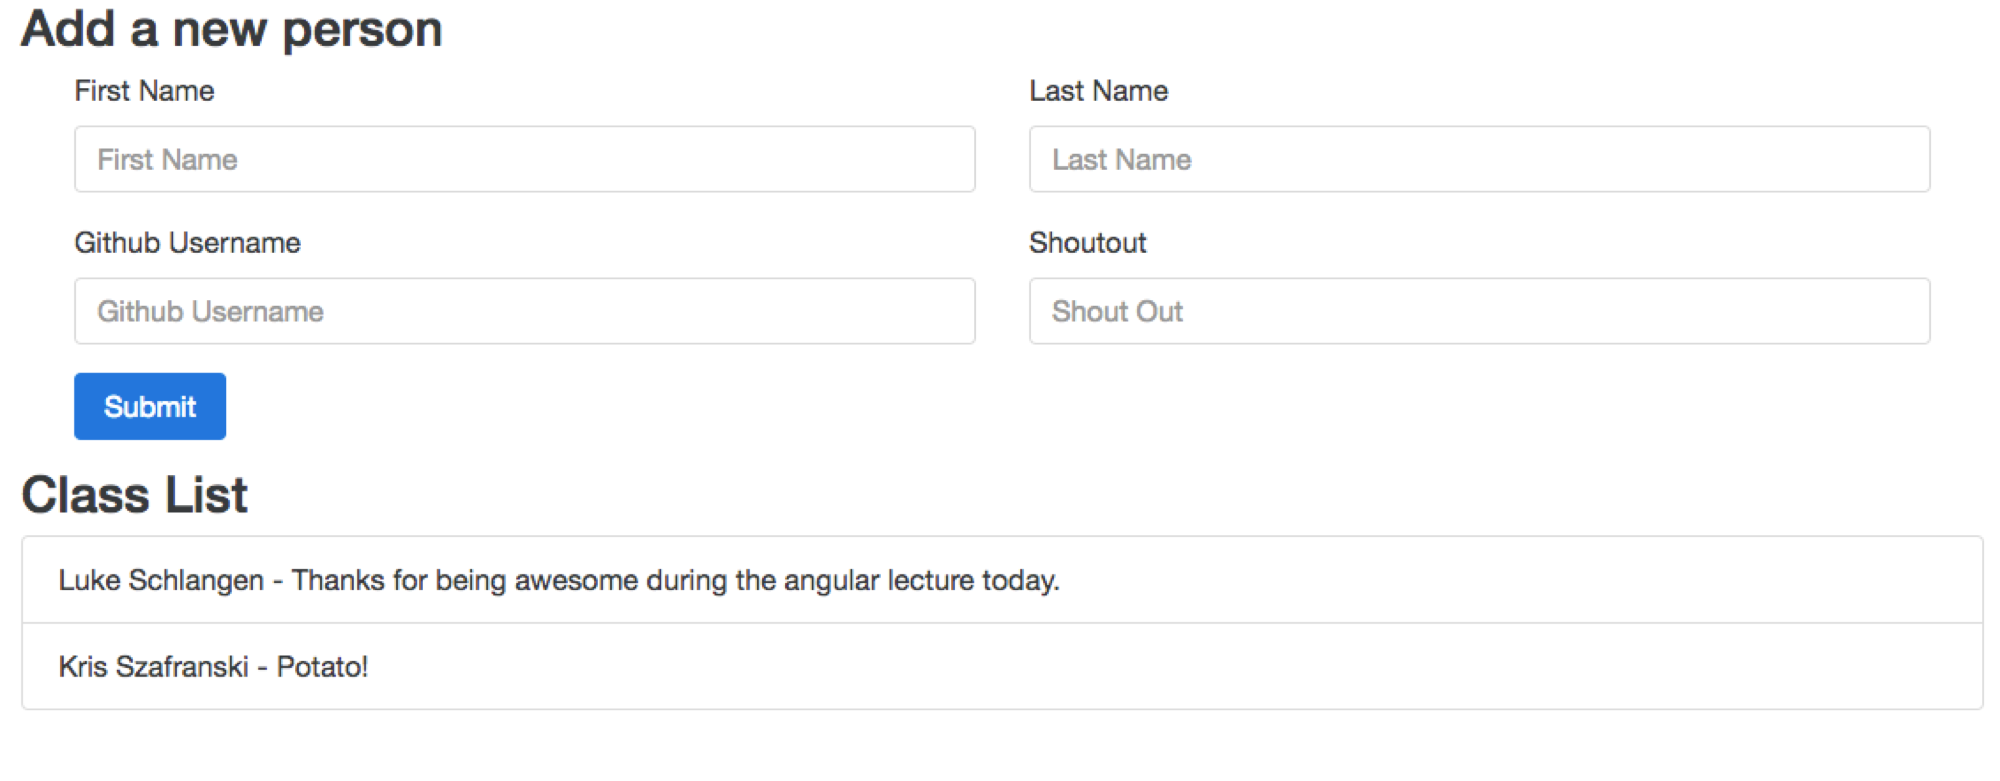 Add a new person
First Name Last Name
First Name Last Name
Github Username Shoutout
Github Username Shout Out
Submit
Class List
Luke Schlangen - Thanks for being awesome during the angular lecture today.
Kris Szafranski - Potato!